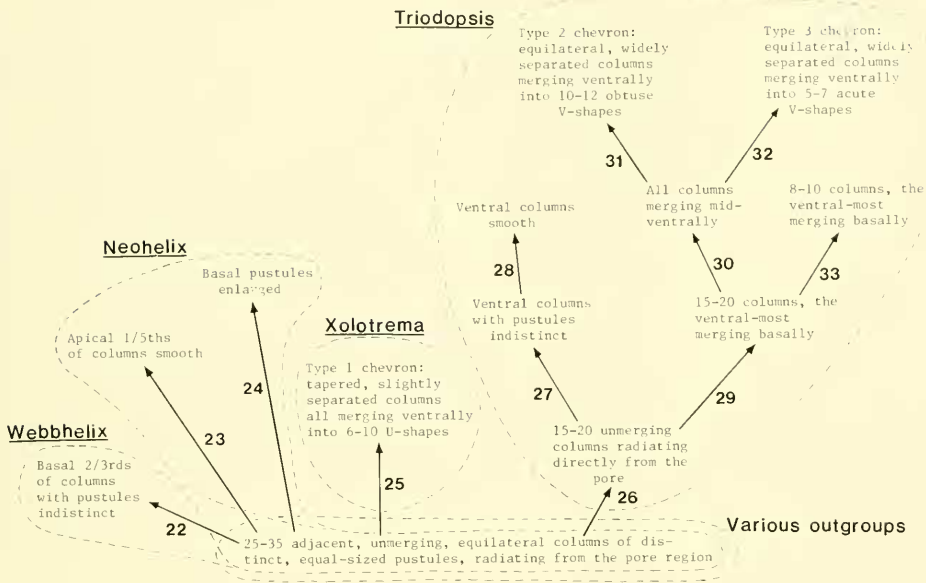 Triodopsis
Type 2 chevron:
equilateral, widely
separated columns
merging ventrally
into 10-12 obtuse
V-shapes
Type 3 chevron:
equilateral, widely
separated columns
merging ventrally
into 5-7 acute
V-shapes
31
32
Ventral columns
smooth
All columns
merging mid-
ventrally
8-10 columns, the
ventral-most
merging basally
Neohelix
28
30
33
Basal pustules
enlarged
Ventral columns
with pustules
indistinct
15-20 columns, the
ventral-most
merging basally
Xolotrema
Apical 1/5ths
of columns smooth
Type 1 chevron:
tapered, slightly
separated columns
all merging ventrally
into 6-10 U-shapes
24
27
29
23
Webbhelix
15-20 unmerging
columns radiating
directly from the
pore
Basal 2/3rds
of columns
with pustules
indistinct
25
26
22
Various outgroups
25-35 adjacent, unmerging, equilateral columns of dis-
tinct, equal-sized pustules, radiating from the pore region